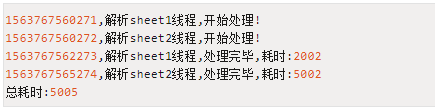 1563767560271,解析sheet1线程,开始处理!
1563767560272,解析sheet2线程,开始处理!
1563767562273,解析sheet1线程,处理完毕,耗时:2002
1563767565274,解析sheet2线程,处理完毕,耗时:5002
总耗时:5005